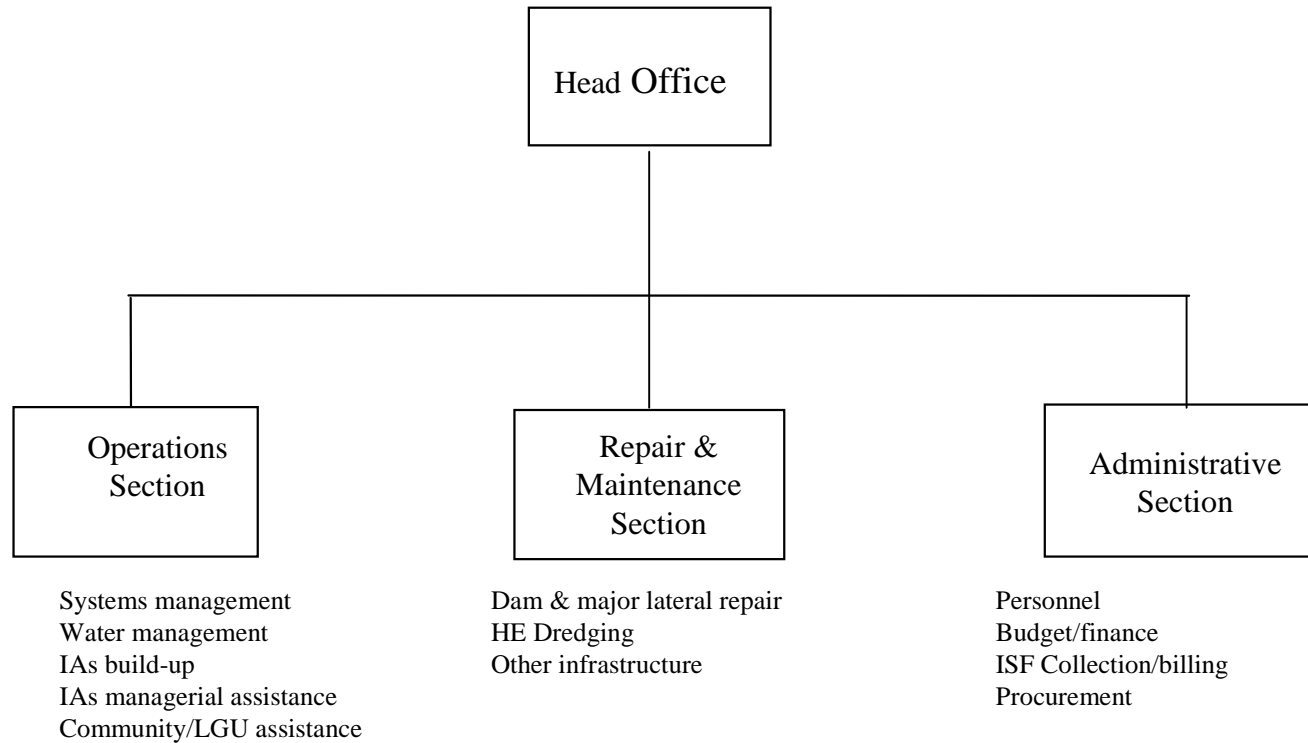 Head Office
Operations
Section
Repair &
Maintenance
Section
Administrative
Section
Systems management
Water management
IAs build-up
IAs managerial assistance
Community/LGU assistance
Dam & major lateral repair
HE Dredging
Other infrastructure
Personnel
Budget/finance
ISF Collection/billing
Procurement